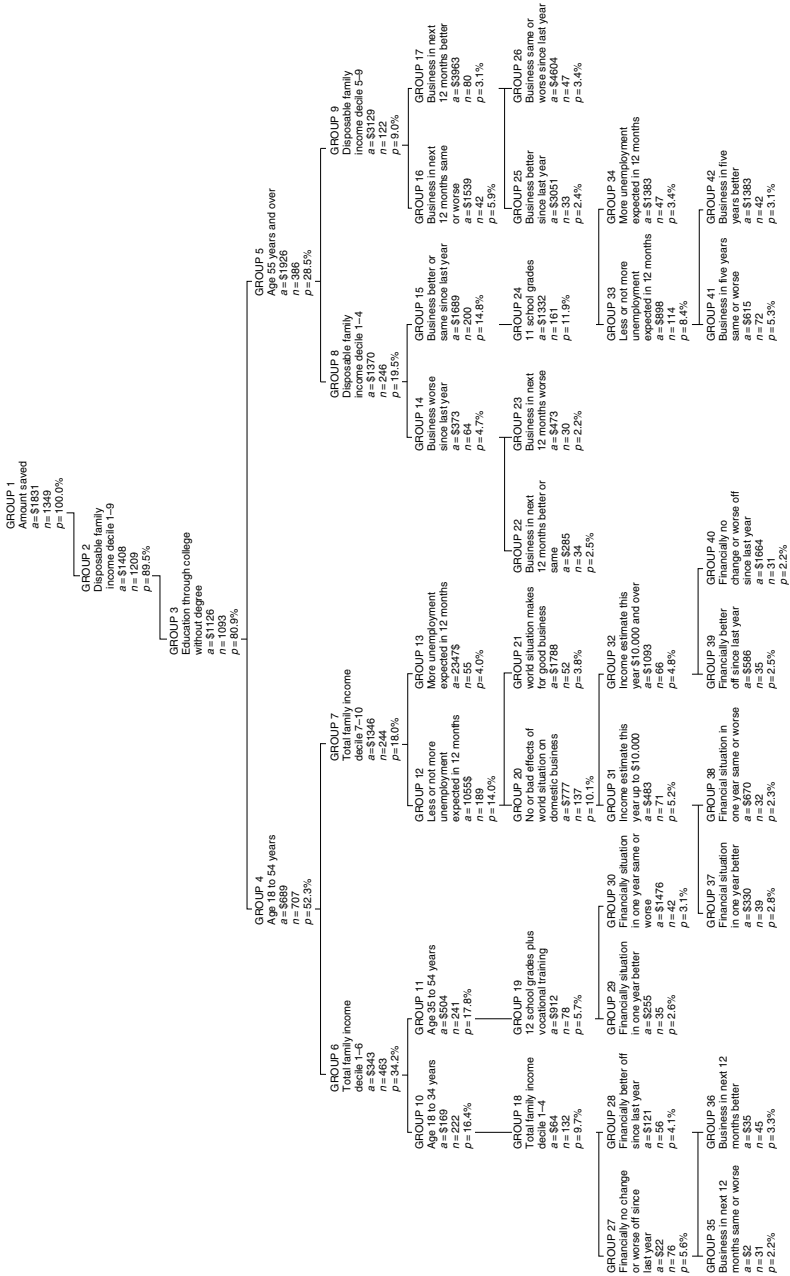 GROUP 1
Amount saved
a=$1831
n=1349
p=100.0%
GROUP 2
Disposable family
income decile 1–9
a=$1408
n=1209
p=89.5%
GROUP 3
Education through college
without degree
a=$1126
n=1093
p=80.9%
GROUP 4
Age 18 to 54 years
a=$689
n=707
p=52.3%
GROUP 5
Age 55 years and over
a=$1926
n=386
p=28.5%
GROUP 6
Total family income
decile 1–6
a=$343
n=463
p=34.2%
GROUP 7
Total family income
decile 7–10
a=$1346
n=244
p=18.0%
GROUP 8
Disposable family
income decile 1–4
a=$1370
n=246
p=19.5%
GROUP 9
Disposable family
income decile 5–9
a=$3129
n=122
p=9.0%
GROUP 10
Age 18 to 34 years
a=$169
n=222
p=16.4%
GROUP 11
Age 35 to 54 years
a=$504
n=241
p=17.8%
GROUP 12
Less or not more
unemployment
expected in 12 months
a=1055$
n=189
p=14.0%
GROUP 13
More unemployment
expected in 12 months
a=2347$
n=55
p=4.0%
GROUP 14
Business worse
since last year
a=$373
n=64
p=4.7%
GROUP 15
Business better or
same since last year
a=$1689
n=200
p=14.8%
GROUP 16
Business in next
12 months same
or worse
a=$1539
n=42
p=5.9%
GROUP 17
Business in next
12 months better
a=$3963
n=80
p=3.1%
GROUP 18
Total family income
decile 1–4
a=$64
n=132
p=9.7%
GROUP 19
12 school grades plus
vocational training
a=$912
n=78
p=5.7%
GROUP 20
No or bad effects of
world situation on
domestic business
a=$777
n=137
p=10.1%
GROUP 21
world situation makes
for good business
a=$1788
n=52
p=3.8%
GROUP 22
Business in next
12 months better or
same
a=$285
n=34
p=2.5%
GROUP 23
Business in next
12 months worse
a=$473
n=30
p=2.2%
GROUP 24
11 school grades
a=$1332
n=161
p=11.9%
GROUP 25
Business better
since last year
a=$3051
n=33
p=2.4%
GROUP 26
Business same or
worse since last year
a=$4604
n=47
p=3.4%
GROUP 27
Financially no change
or worse off since
last year
a=$22
n=76
p=5.6%
GROUP 28
Financially better off
since last year
a=$121
n=56
p=4.1%
GROUP 29
Financially situation
in one year better
a=$255
n=35
p=2.6%
GROUP 30
Financially situation
in one year same or
worse
a=$1476
n=42
p=3.1%
GROUP 31
Income estimate this
year up to $10.000
a=$483
n=71
p=5.2%
GROUP 32
Income estimate this
year $10.000 and over
a=$1093
n=66
p=4.8%
GROUP 33
Less or not more
unemployment
expected in 12 months
a=$898
n=114
p=8.4%
GROUP 34
More unemployment
expected in 12 months
a=$1383
n=47
p=3.4%
GROUP 35
Business in next 12
months same or worse
a=$2
n=31
p=2.2%
GROUP 36
Business in next 12
months better
a=$35
n=45
p=3.3%
GROUP 37
Financial situation
in one year better
a=$330
n=39
p=2.8%
GROUP 38
Financial situation in
one year same or worse
a=$670
n=32
p=2.3%
GROUP 39
Financially better
off since last year
a=$586
n=35
p=2.5%
GROUP 40
Financially no
change or worse off
since last year
a=$1664
n=31
p=2.2%
GROUP 41
Business in five years
same or worse
a=$615
n=72
p=5.3%
GROUP 42
Business in five
years better
a=$1383
n=42
p=3.1%